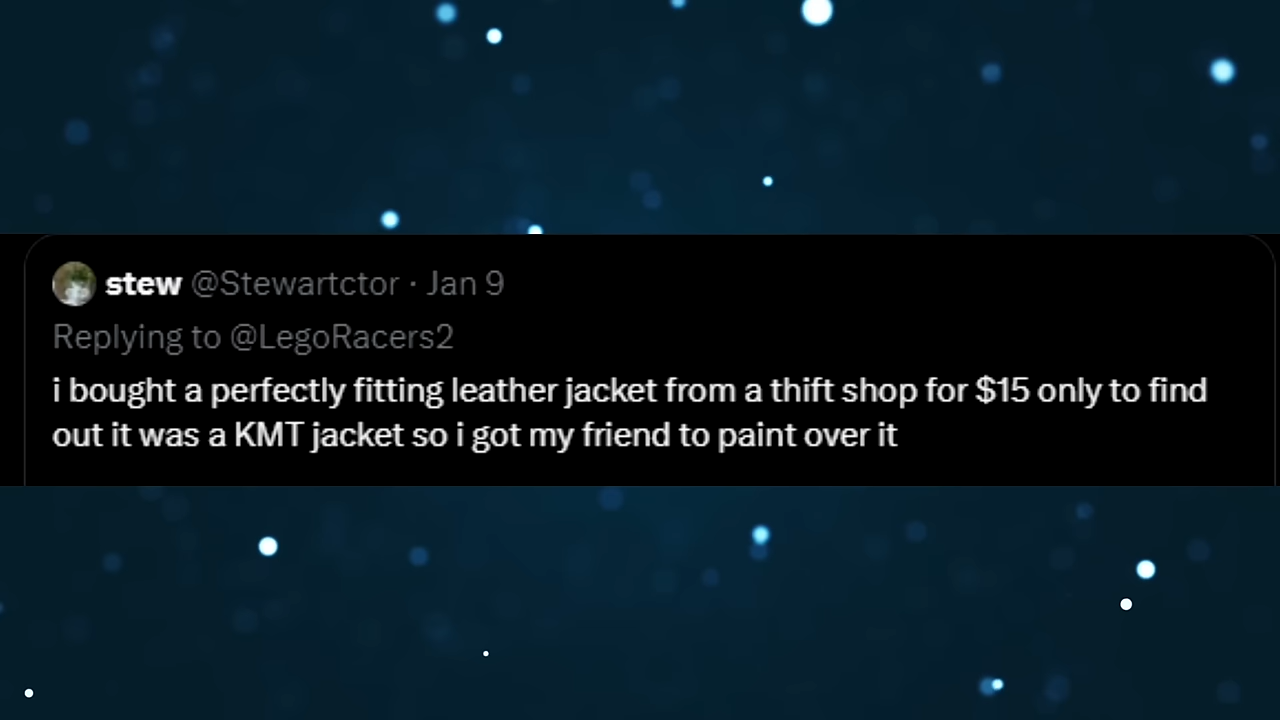 stew @Stewartctor · Jan 9
Replying to @LegoRacers2
i bought a perfectly fitting leather jacket from a thift shop for $15 only to find
out it was a KMT jacket so i got my friend to paint over it